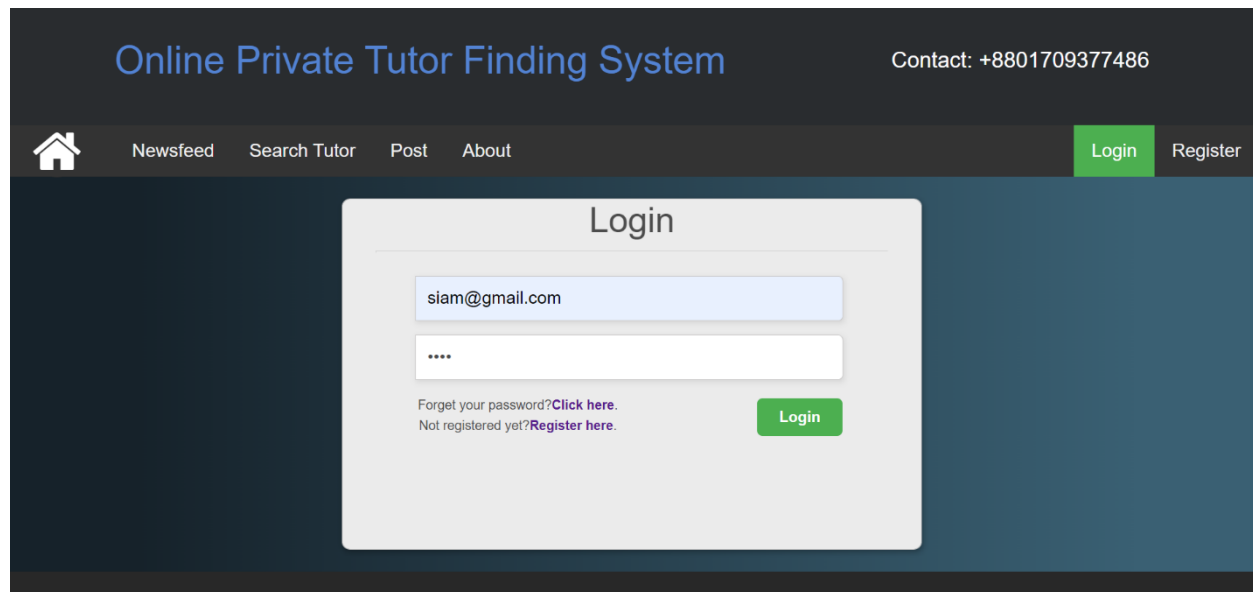 Online Private Tutor Finding System
Contact: +8801709377486
Newsfeed Search Tutor Post About Login Register
Login
siam@gmail.com
••••
Forget your password?Click here.
Not registered yet?Register here.
Login